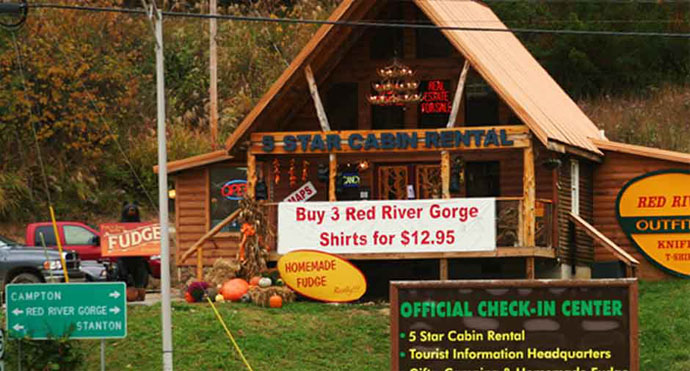 REAL
ESTATE
FORSALE
5 STAR CABIN RENTAL
MAPS
OPEN
Buy 3 Red River Gorge
Shirts for $12.95
FUDGE
HOMEMADE
FUDGE
RED RIV
OUTFIT
KNIF
T-SHIR
CAMPTON
RED RIVER GORGE
STANTON
OFFICIAL CHECK-IN CENTER
• 5 Star Cabin Rental
• Tourist Information Headquarters